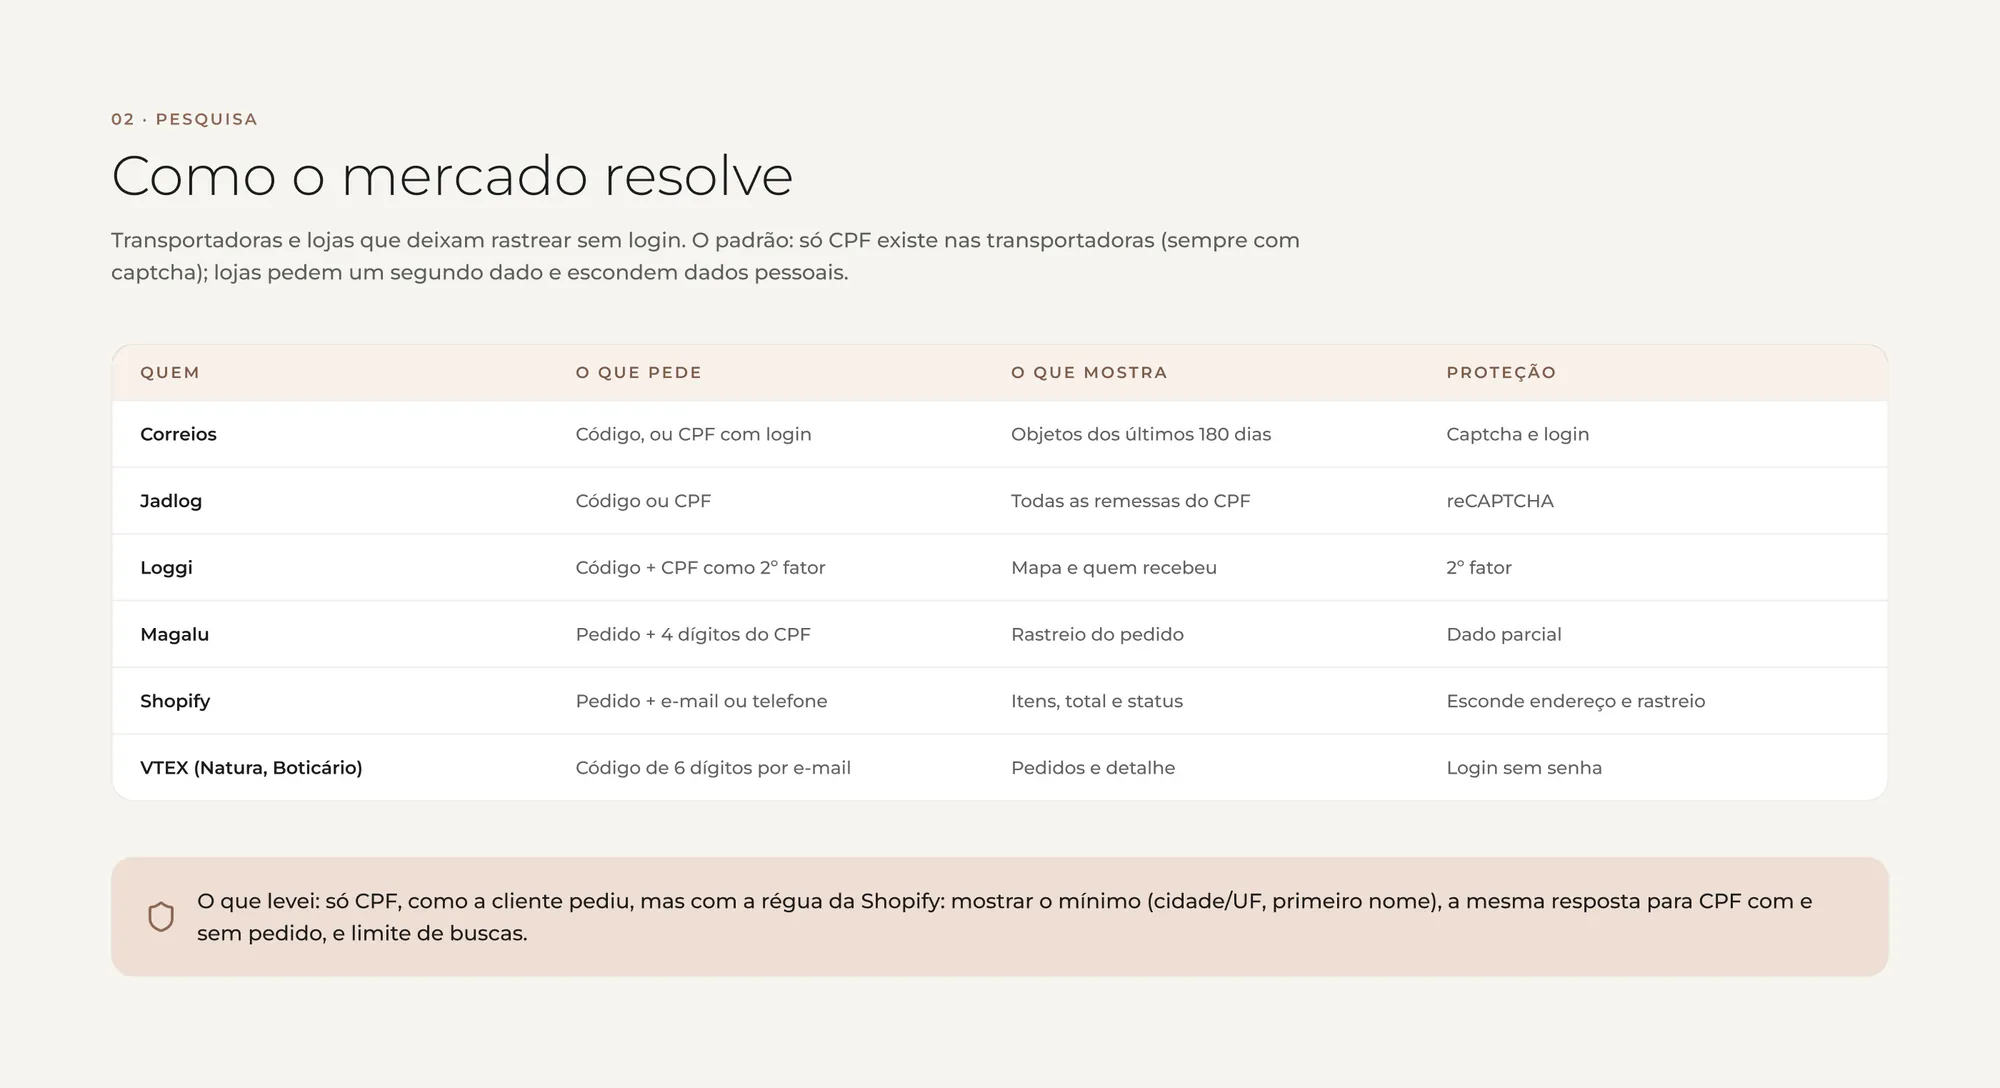 02 · PESQUISA
Como o mercado resolve
Transportadoras e lojas que deixam rastrear sem login. O padrão: só CPF existe nas transportadoras (sempre com
captcha); lojas pedem um segundo dado e escondem dados pessoais.
QUEM O QUE PEDE O QUE MOSTRA PROTEÇÃO
Correios Código, ou CPF com login Objetos dos últimos 180 dias Captcha e login
Jadlog Código ou CPF Todas as remessas do CPF reCAPTCHA
Loggi Código + CPF como 2º fator Mapa e quem recebeu 2º fator
Magalu Pedido + 4 dígitos do CPF Rastreio do pedido Dado parcial
Shopify Pedido + e-mail ou telefone Itens, total e status Esconde endereço e rastreio
VTEX (Natura, Boticário) Código de 6 dígitos por e-mail Pedidos e detalhe Login sem senha
O que levei: só CPF, como a cliente pediu, mas com a régua da Shopify: mostrar o mínimo (cidade/UF, primeiro nome), a mesma resposta para CPF com e
sem pedido, e limite de buscas.